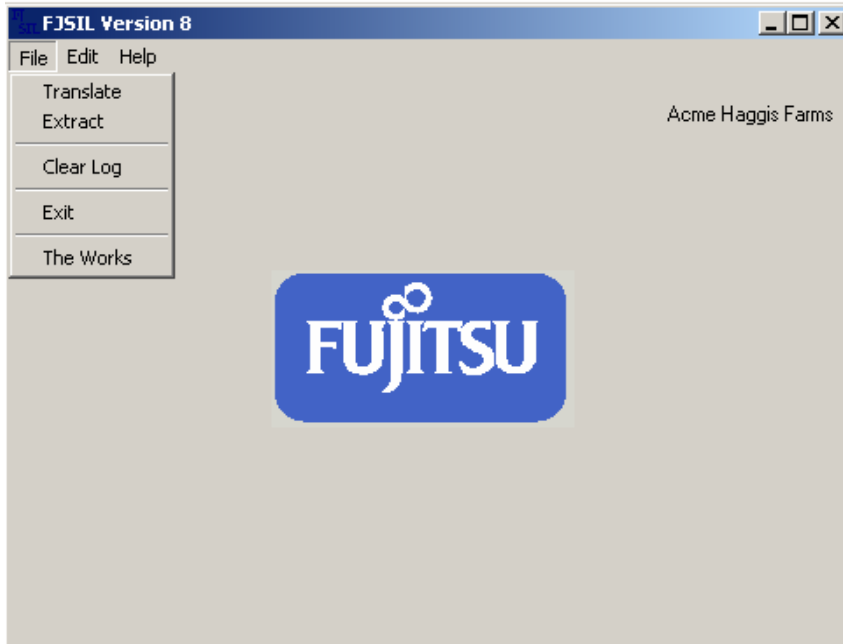 FJSIL Version 8
File Edit Help
Translate
Extract
Acme Haggis Farms
Clear Log
Exit
The Works
FUJITSU